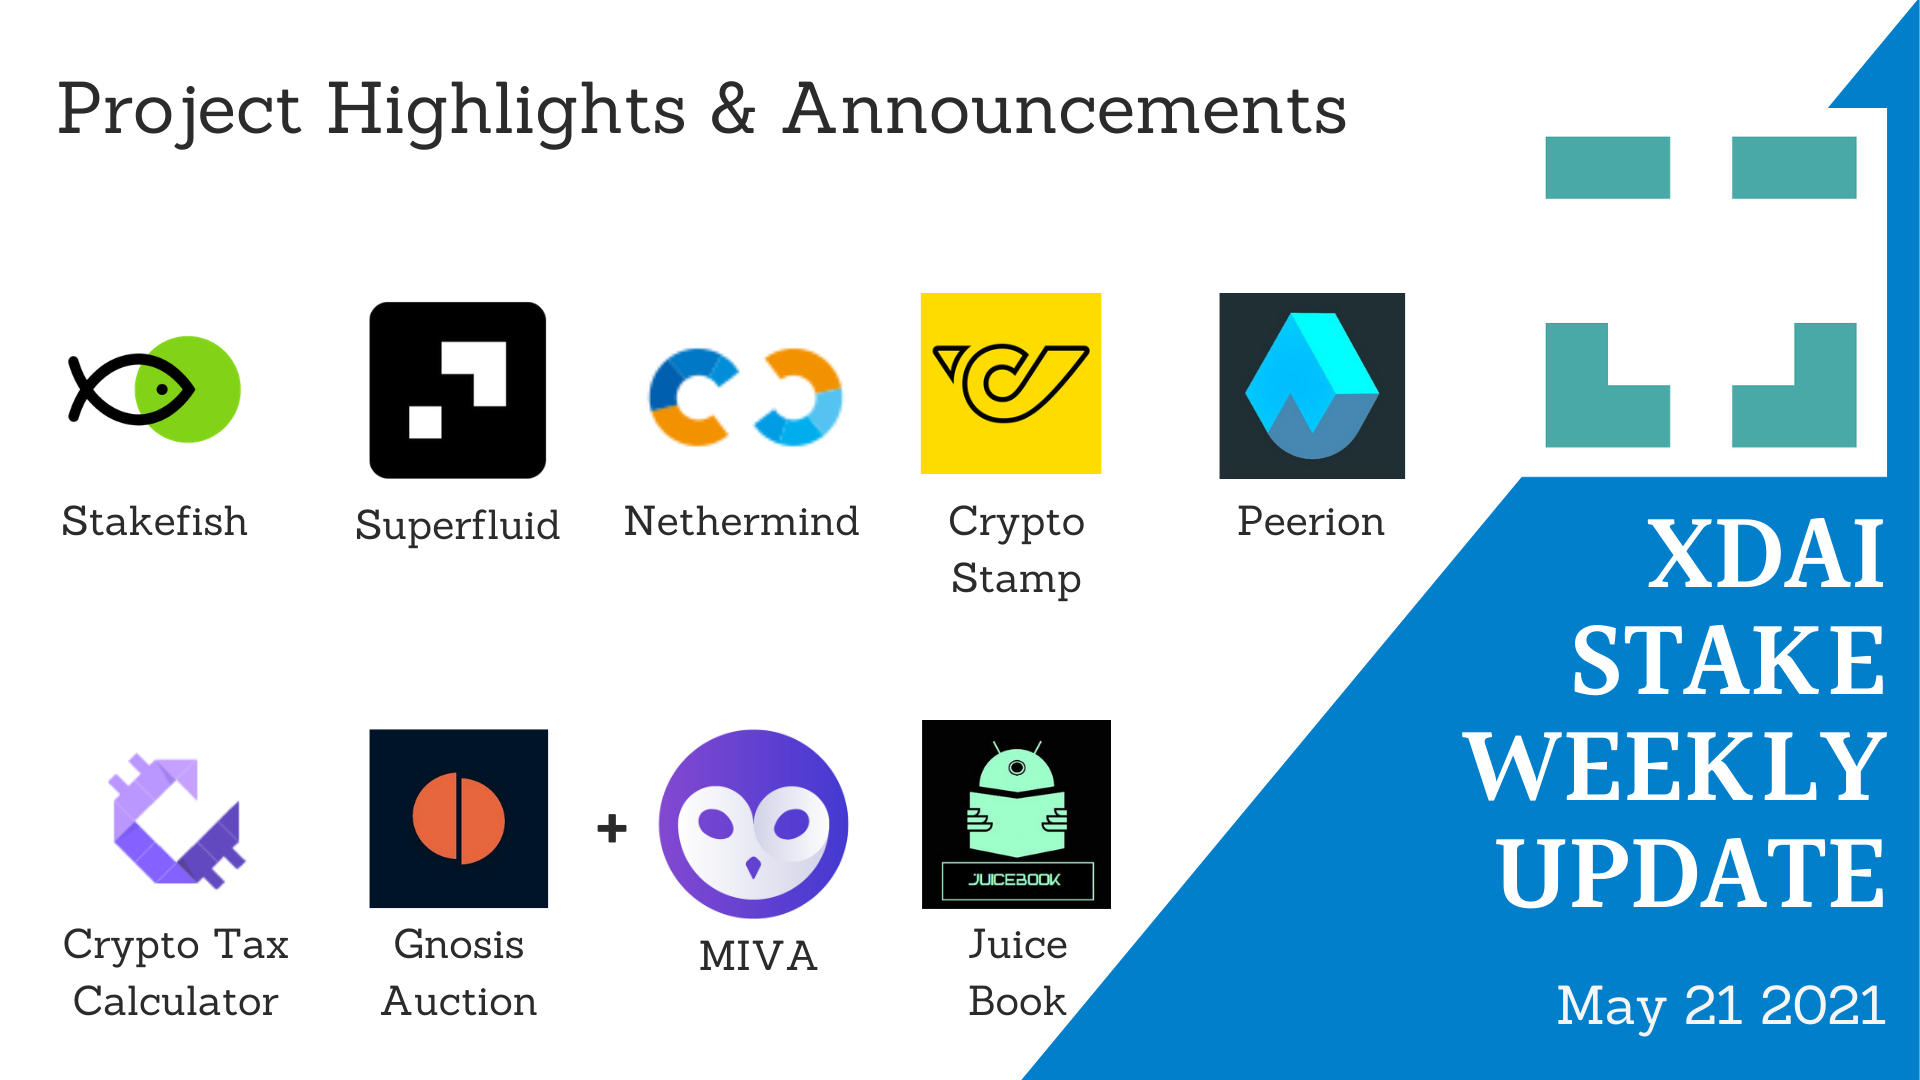 Project Highlights & Announcements
Stakefish
Superfluid
Nethermind
Crypto
Stamp
Peerion
Crypto Tax
Calculator
Gnosis
Auction
+
MIVA
JUICEBOOK
Juice
Book
XDAI
STAKE
WEEKLY
UPDATE
May 21 2021